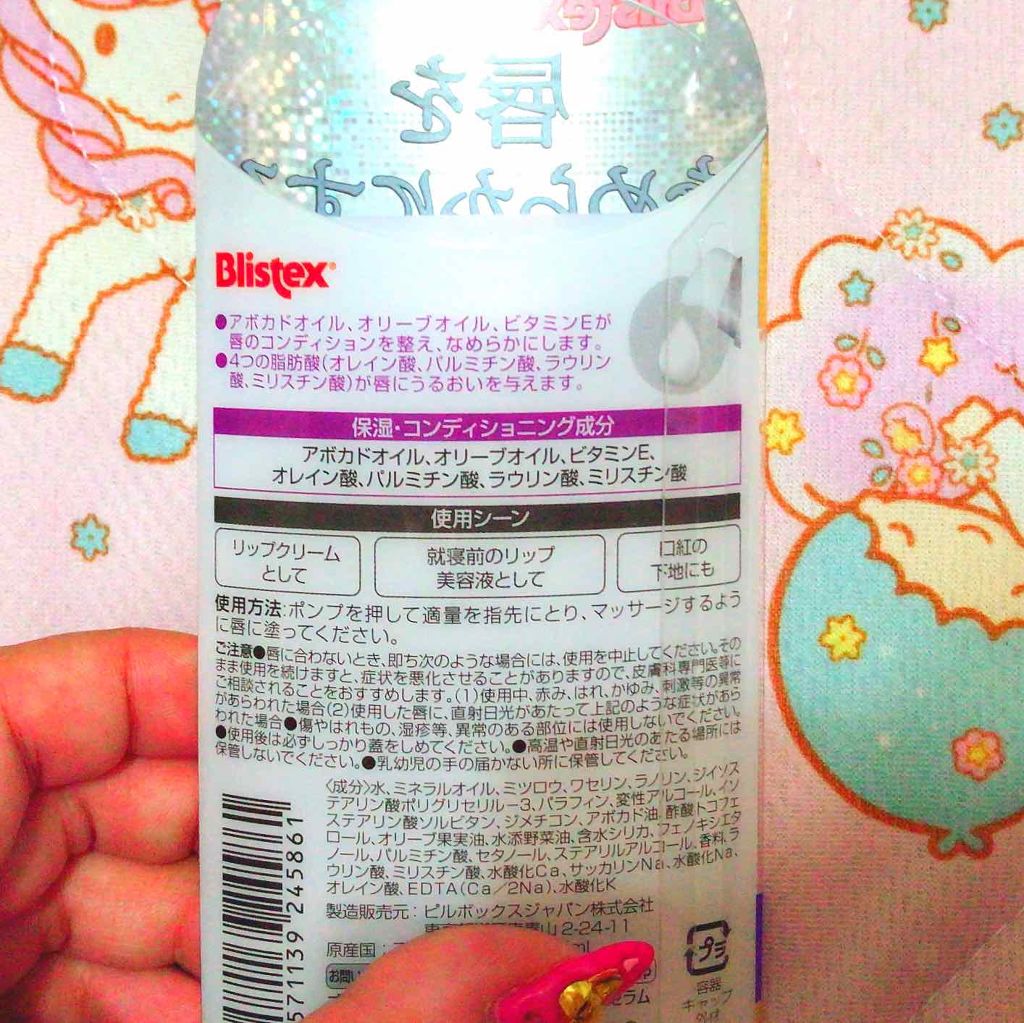 Blistex
唇を
Blistex
●アボカドオイル、オリーブオイル、ビタミンEが
唇のコンディションを整え、なめらかにします。
●4つの脂肪酸(オレイン酸、パルミチン酸、ラウリン
酸、ミリスチン酸)が唇にうるおいを与えます。
保湿・コンディショニング成分
アボカドオイル、オリーブオイル、ビタミンE、
オレイン酸、パルミチン酸、ラウリン酸、ミリスチン酸
使用シーン
リップクリーム
として
就寝前のリップ
美容液として
口紅の
下地にも
使用方法:ポンプを押して適量を指先にとり、マッサージするよう
に唇に塗ってください。
ご注意●唇に合わないとき、即ち次のような場合には、使用を中止してください。その
まま使用を続けますと、症状を悪化させることがありますので、皮膚科専門医等に
ご相談されることをおすすめします。(1)使用中、赤み、はれ、かゆみ、刺激等の異常
があらわれた場合(2)使用した唇に、直射日光があたって上記のような症状があら
われた場合●傷やはれもの、湿疹等、異常のある部位には使用しないでください。
●使用後は必ずしっかり蓋をしめてください。●高温や直射日光のあたる場所には
保管しないでください。●乳幼児の手の届かない所に保管してください。
〈成分〉水、ミネラルオイル、ミツロウ、ワセリン、ラノリン、ジイソス
テアリン酸ポリグリセリル-3、パラフィン、変性アルコール、イソ
ステアリン酸ソルビタン、ジメチコン、アボカド油、酢酸トコフェ
ロール、オリーブ果実油、水添野菜油、含水シリカ、フェノキシエタ
ノール、パルミチン酸、セタノール、ステアリルアルコール、香料、ラ
ウリン酸、ミリスチン酸、水酸化Ca、サッカリンNa、水酸化Na、
オレイン酸、EDTA(Ca/2Na)、水酸化K
製造販売元:ピルボックスジャパン株式会社
青山2-24-11
原産国:
お問い
ラム
571139 245861
プラ
容器
キャップ
外材